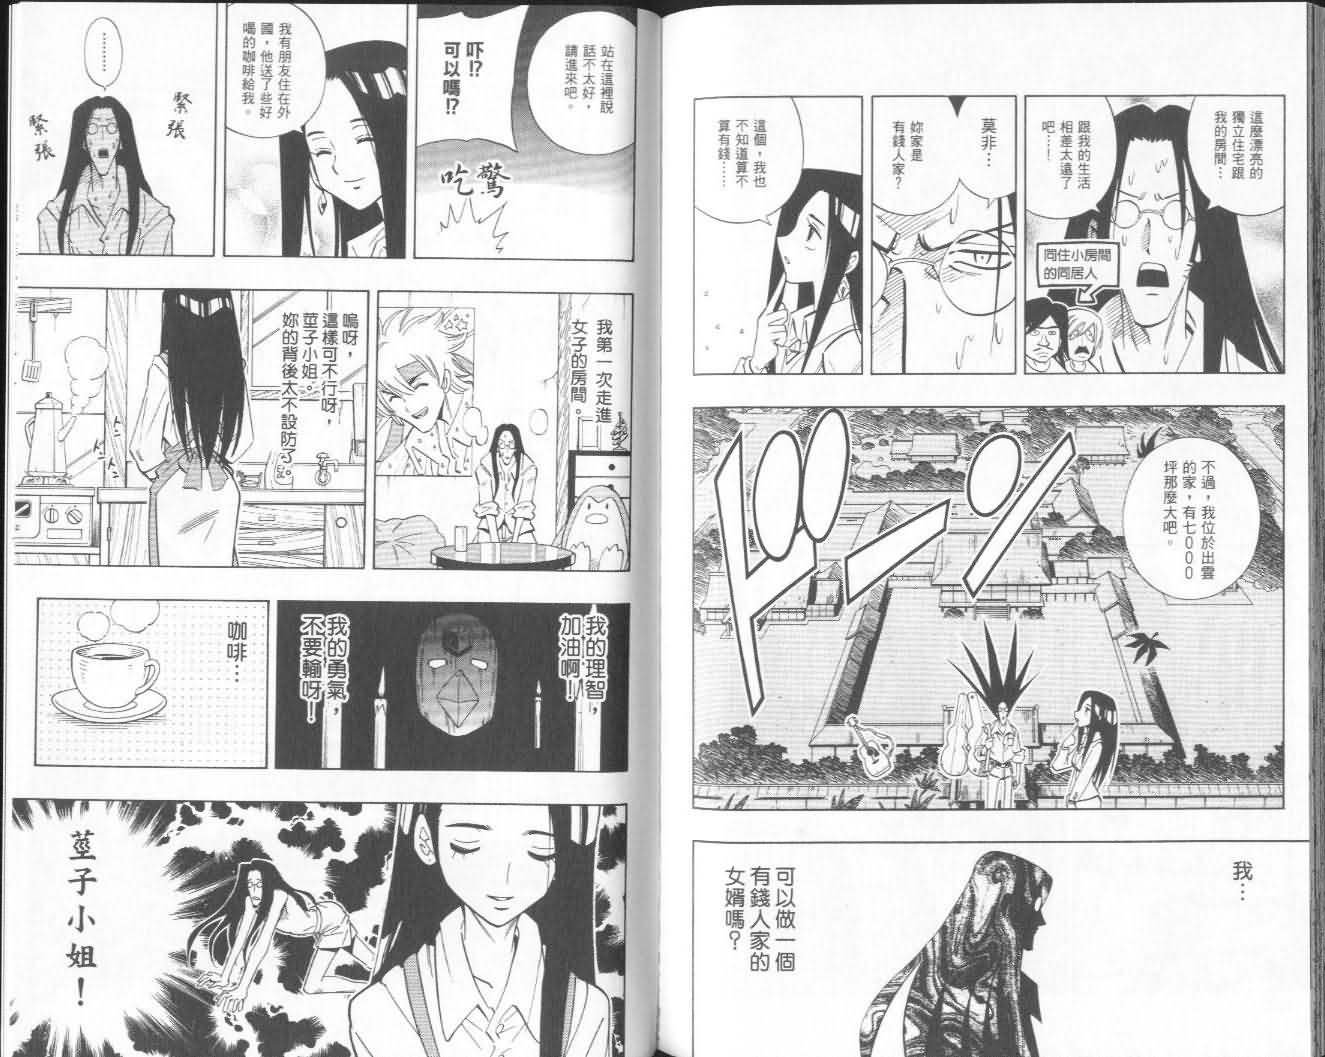 這麼漂亮的
獨立住宅跟
我的房間…
跟我的生活
相差太遠了
吧…！
同住小房間
的同居人
莫非…
妳家是
有錢人家？
這個，我也
不知道算不
算有錢……
不過，我位於出雲
的家，有七000
坪那麼大吧。
ドドーン
我…
可以做一個
有錢人家的
女婿嗎？
站在這裡說
話不太好，
請進來吧。
吓!?
可以嗎!?
驚
吃
我有朋友住在外
國，他送了些好
喝的咖啡給我。
………
緊張
緊張
我第一次走進
女子的房間。
嗚呀，
這樣可不行呀，
莖子小姐。
妳的背後太不設防了。
トン
トン
我的理智，
加油啊！
我的勇氣，
不要輸呀！
咖啡…
莖子小姐！